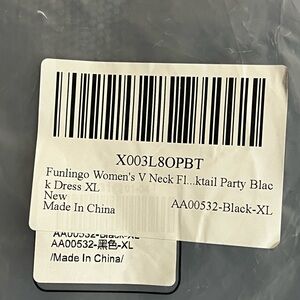 X003L8OPBT
Funlingo Women's V Neck Fl...ktail Party Blac
k Dress XL
New
Made In China
AA00532-Black-XL
AA00532-Black-XL
AA00532-黑色-XL
/Made In China/